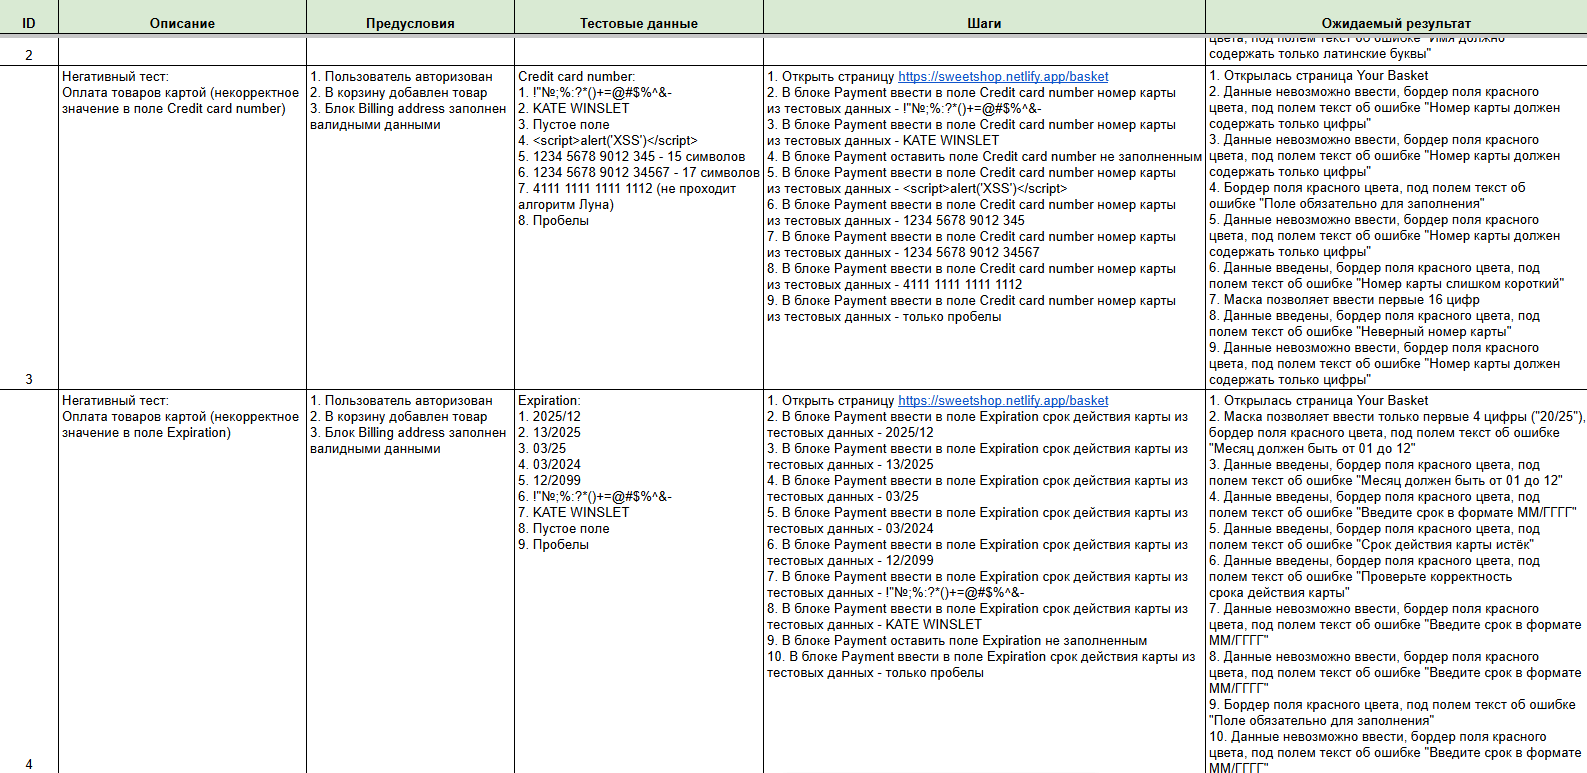 ID
Описание
Предусловия
Тестовые данные
Шаги
Ожидаемый результат
2
цвета, под полем текст об ошибке "Имя должно
содержать только латинские буквы"
3
Негативный тест:
Оплата товаров картой (некорректное
значение в поле Credit card number)
1. Пользователь авторизован
2. В корзину добавлен товар
3. Блок Billing address заполнен
валидными данными
Credit card number:
1. !"№;%:?*()+=@#$%^&-
2. KATE WINSLET
3. Пустое поле
4. <script>alert('XSS')</script>
5. 1234 5678 9012 345 - 15 символов
6. 1234 5678 9012 34567 - 17 символов
7. 4111 1111 1111 1112 (не проходит
алгоритм Луна)
8. Пробелы
1. Открыть страницу https://sweetshop.netlify.app/basket
2. В блоке Payment ввести в поле Credit card number номер карты
из тестовых данных - !"№;%:?*()+=@#$%^&-
3. В блоке Payment ввести в поле Credit card number номер карты
из тестовых данных - KATE WINSLET
4. В блоке Payment оставить поле Credit card number не заполненным
5. В блоке Payment ввести в поле Credit card number номер карты
из тестовых данных - <script>alert('XSS')</script>
6. В блоке Payment ввести в поле Credit card number номер карты
из тестовых данных - 1234 5678 9012 345
7. В блоке Payment ввести в поле Credit card number номер карты
из тестовых данных - 1234 5678 9012 34567
8. В блоке Payment ввести в поле Credit card number номер карты
из тестовых данных - 4111 1111 1111 1112
9. В блоке Payment ввести в поле Credit card number номер карты
из тестовых данных - только пробелы
1. Открылась страница Your Basket
2. Данные невозможно ввести, бордер поля красного
цвета, под полем текст об ошибке "Номер карты должен
содержать только цифры"
3. Данные невозможно ввести, бордер поля красного
цвета, под полем текст об ошибке "Номер карты должен
содержать только цифры"
4. Бордер поля красного цвета, под полем текст об
ошибке "Поле обязательно для заполнения"
5. Данные невозможно ввести, бордер поля красного
цвета, под полем текст об ошибке "Номер карты должен
содержать только цифры"
6. Данные введены, бордер поля красного цвета, под
полем текст об ошибке "Номер карты слишком короткий"
7. Маска позволяет ввести первые 16 цифр
8. Данные введены, бордер поля красного цвета, под
полем текст об ошибке "Неверный номер карты"
9. Данные невозможно ввести, бордер поля красного
цвета, под полем текст об ошибке "Номер карты должен
содержать только цифры"
4
Негативный тест:
Оплата товаров картой (некорректное
значение в поле Expiration)
1. Пользователь авторизован
2. В корзину добавлен товар
3. Блок Billing address заполнен
валидными данными
Expiration:
1. 2025/12
2. 13/2025
3. 03/25
4. 03/2024
5. 12/2099
6. !"№;%:?*()+=@#$%^&-
7. KATE WINSLET
8. Пустое поле
9. Пробелы
1. Открыть страницу https://sweetshop.netlify.app/basket
2. В блоке Payment ввести в поле Expiration срок действия карты из
тестовых данных - 2025/12
3. В блоке Payment ввести в поле Expiration срок действия карты из
тестовых данных - 13/2025
4. В блоке Payment ввести в поле Expiration срок действия карты из
тестовых данных - 03/25
5. В блоке Payment ввести в поле Expiration срок действия карты из
тестовых данных - 03/2024
6. В блоке Payment ввести в поле Expiration срок действия карты из
тестовых данных - 12/2099
7. В блоке Payment ввести в поле Expiration срок действия карты из
тестовых данных - !"№;%:?*()+=@#$%^&-
8. В блоке Payment ввести в поле Expiration срок действия карты из
тестовых данных - KATE WINSLET
9. В блоке Payment оставить поле Expiration не заполненным
10. В блоке Payment ввести в поле Expiration срок действия карты из
тестовых данных - только пробелы
1. Открылась страница Your Basket
2. Маска позволяет ввести только первые 4 цифры ("20/25"),
бордер поля красного цвета, под полем текст об ошибке
"Месяц должен быть от 01 до 12"
3. Данные введены, бордер поля красного цвета, под
полем текст об ошибке "Месяц должен быть от 01 до 12"
4. Данные введены, бордер поля красного цвета, под
полем текст об ошибке "Введите срок в формате ММ/ГГГГ"
5. Данные введены, бордер поля красного цвета, под
полем текст об ошибке "Срок действия карты истёк"
6. Данные введены, бордер поля красного цвета, под
полем текст об ошибке "Проверьте корректность
срока действия карты"
7. Данные невозможно ввести, бордер поля красного
цвета, под полем текст об ошибке "Введите срок в формате
ММ/ГГГГ"
8. Данные невозможно ввести, бордер поля красного
цвета, под полем текст об ошибке "Введите срок в формате
ММ/ГГГГ"
9. Бордер поля красного цвета, под полем текст об ошибке
"Поле обязательно для заполнения"
10. Данные невозможно ввести, бордер поля красного
цвета, под полем текст об ошибке "Введите срок в формате
ММ/ГГГГ"